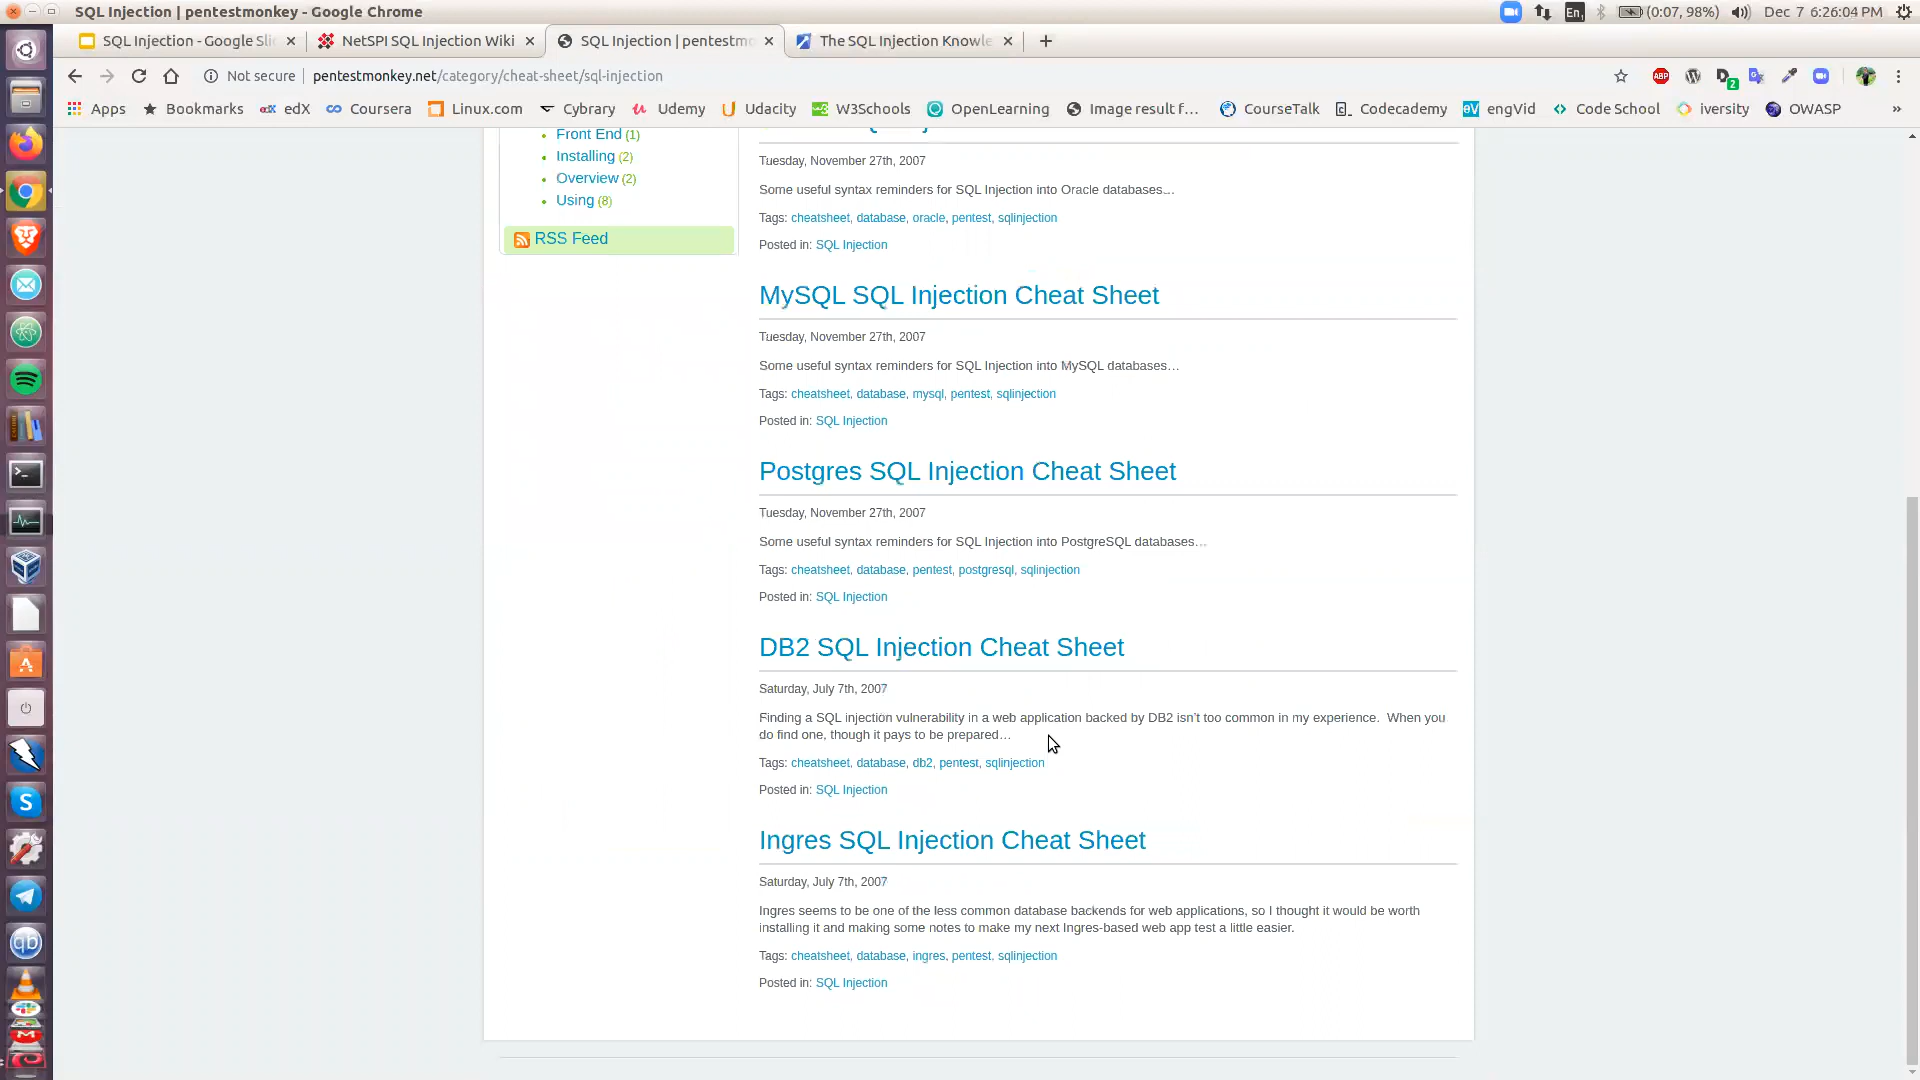 SQL Injection | pentestmonkey - Google Chrome
En
(0:07, 98%)
Dec 7 6:26:04 PM
SQL Injection - Google Sli
NetSPI SQL Injection Wiki
SQL Injection | pentestmo
The SQL Injection Knowle
Not secure
pentestmonkey.net/category/cheat-sheet/sql-injection
Apps
Bookmarks
edX
Coursera
Linux.com
Cybrary
Udemy
Udacity
W3Schools
OpenLearning
Image result f...
CourseTalk
Codecademy
engVid
Code School
iversity
OWASP
»
Front End (1)
Installing (2)
Overview (2)
Using (8)
RSS Feed
Tuesday, November 27th, 2007
Some useful syntax reminders for SQL Injection into Oracle databases…
Tags: cheatsheet, database, oracle, pentest, sqlinjection
Posted in: SQL Injection
MySQL SQL Injection Cheat Sheet
Tuesday, November 27th, 2007
Some useful syntax reminders for SQL Injection into MySQL databases…
Tags: cheatsheet, database, mysql, pentest, sqlinjection
Posted in: SQL Injection
Postgres SQL Injection Cheat Sheet
Tuesday, November 27th, 2007
Some useful syntax reminders for SQL Injection into PostgreSQL databases…
Tags: cheatsheet, database, pentest, postgresql, sqlinjection
Posted in: SQL Injection
DB2 SQL Injection Cheat Sheet
Saturday, July 7th, 2007
Finding a SQL injection vulnerability in a web application backed by DB2 isn't too common in my experience. When you
do find one, though it pays to be prepared…
Tags: cheatsheet, database, db2, pentest, sqlinjection
Posted in: SQL Injection
Ingres SQL Injection Cheat Sheet
Saturday, July 7th, 2007
Ingres seems to be one of the less common database backends for web applications, so I thought it would be worth
installing it and making some notes to make my next Ingres-based web app test a little easier.
Tags: cheatsheet, database, ingres, pentest, sqlinjection
Posted in: SQL Injection